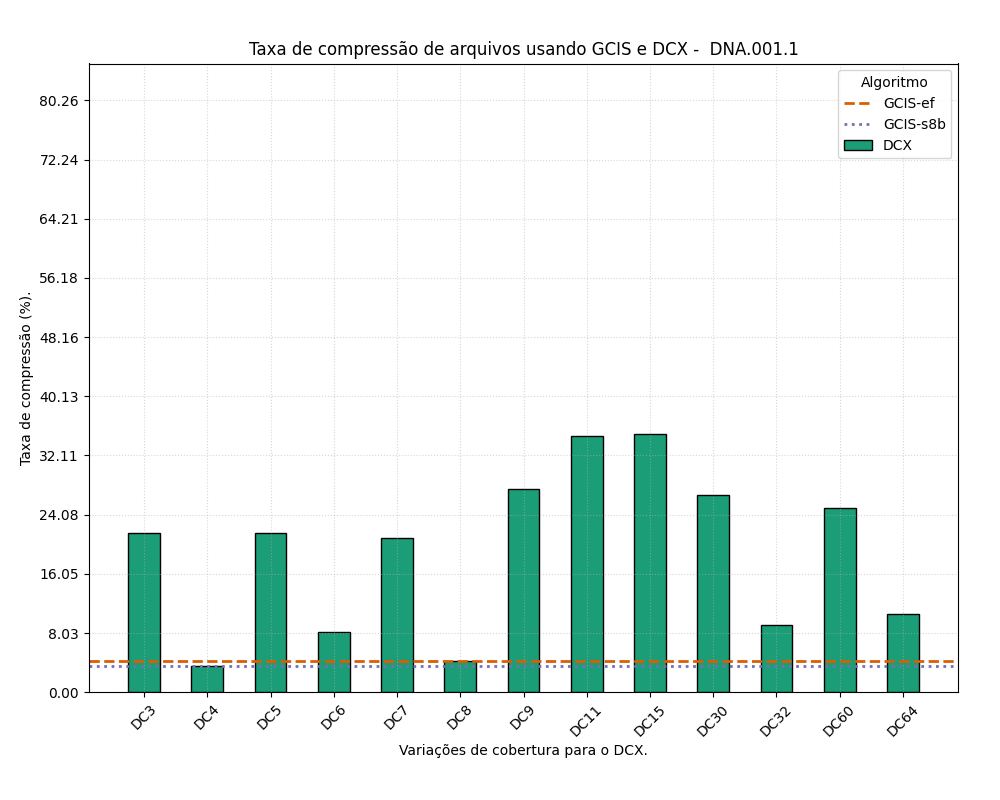 Taxa de compressão de arquivos usando GCIS e DCX -  DNA.001.1
Algoritmo
GCIS-ef
GCIS-s8b
DCX
Taxa de compressão (%).
80.26
72.24
64.21
56.18
48.16
40.13
32.11
24.08
16.05
8.03
0.00
DC3 DC4 DC5 DC6 DC7 DC8 DC9 DC11 DC15 DC30 DC32 DC60 DC64
Variações de cobertura para o DCX.